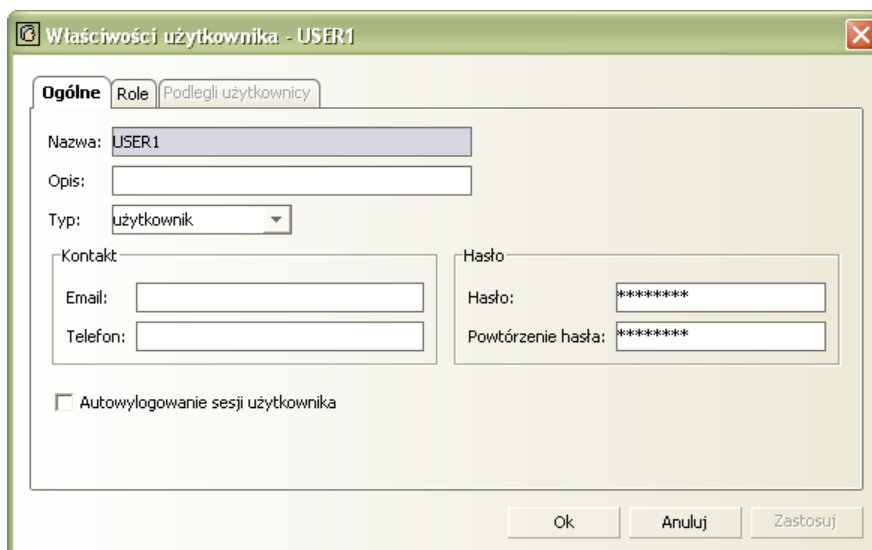 Właściwości użytkownika - USER1
Ogólne Role Podlegli użytkownicy
Nazwa: USER1
Opis:
Typ: użytkownik
Kontakt
Email:
Telefon:
Hasło
Hasło: ********
Powtórzenie hasła: ********
Autowylogowanie sesji użytkownika
Ok Anuluj Zastosuj